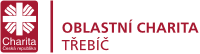 Charita
Česká republika
OBLASTNÍ CHARITA
TŘEBÍČ